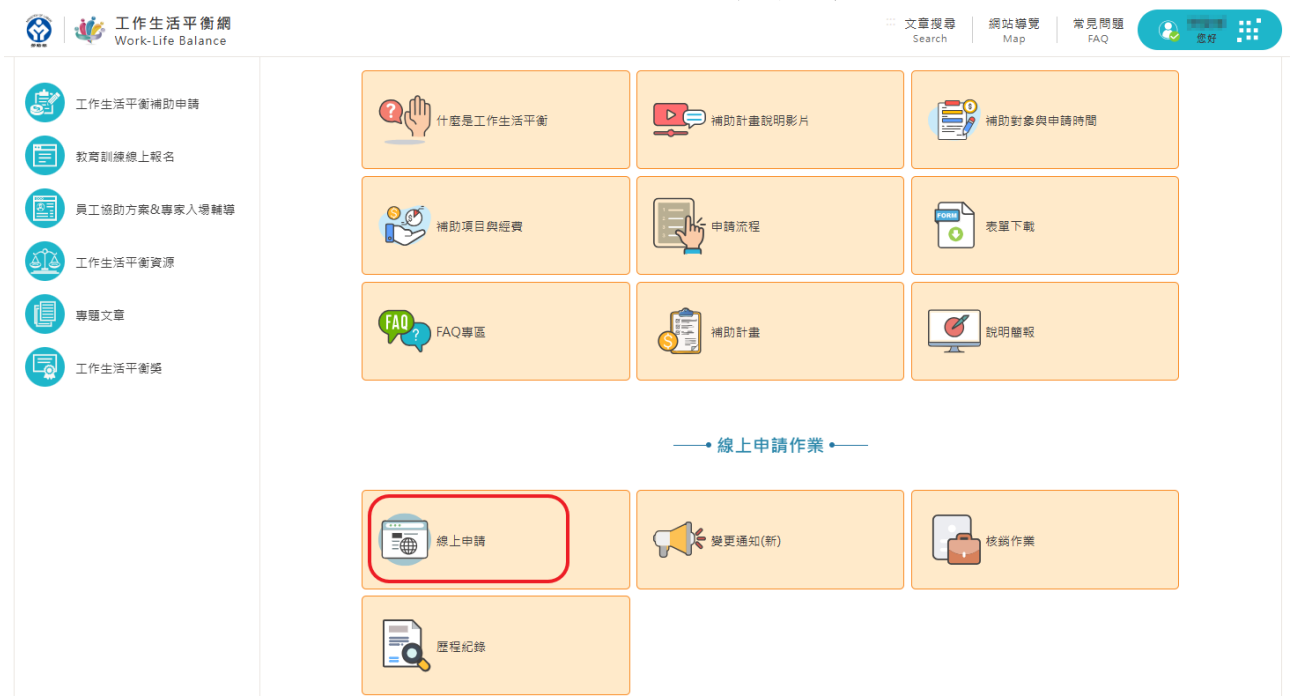 工作生活平衡網
Work-Life Balance
文章搜尋
Search
網站導覽
Map
常見問題
FAQ
您好
工作生活平衡補助申請
教育訓練線上報名
員工協助方案&專家入場輔導
工作生活平衡資源
專題文章
工作生活平衡獎
什麼是工作生活平衡
補助計畫說明影片
補助對象與申請時間
補助項目與經費
申請流程
FORM
表單下載
FAQ
?
FAQ專區
補助計畫
說明簡報
線上申請作業
線上申請
變更通知(新)
核銷作業
歷程紀錄